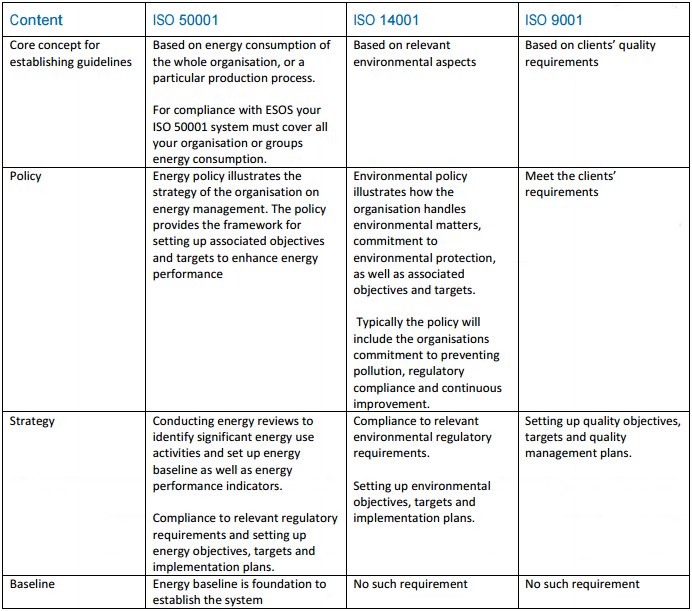 Content
ISO 50001
ISO 14001
ISO 9001
Core concept for
establishing guidelines
Based on energy consumption of
the whole organisation, or a
particular production process.
For compliance with ESOS your
ISO 50001 system must cover all
your organisation or groups
energy consumption.
Based on relevant
environmental aspects
Based on clients’ quality
requirements
Policy
Energy policy illustrates the
strategy of the organisation on
energy management. The policy
provides the framework for
setting up associated objectives
and targets to enhance energy
performance
Environmental policy
illustrates how the
organisation handles
environmental matters,
commitment to
environmental protection,
as well as associated
objectives and targets.
Typically the policy will
include the organisations
commitment to preventing
pollution, regulatory
compliance and continuous
improvement.
Meet the clients’
requirements
Strategy
Conducting energy reviews to
identify significant energy use
activities and set up energy
baseline as well as energy
performance indicators.
Compliance to relevant regulatory
requirements and setting up
energy objectives, targets and
implementation plans.
Compliance to relevant
environmental regulatory
requirements.
Setting up environmental
objectives, targets and
implementation plans.
Setting up quality objectives,
targets and quality
management plans.
Baseline
Energy baseline is foundation to
establish the system
No such requirement
No such requirement